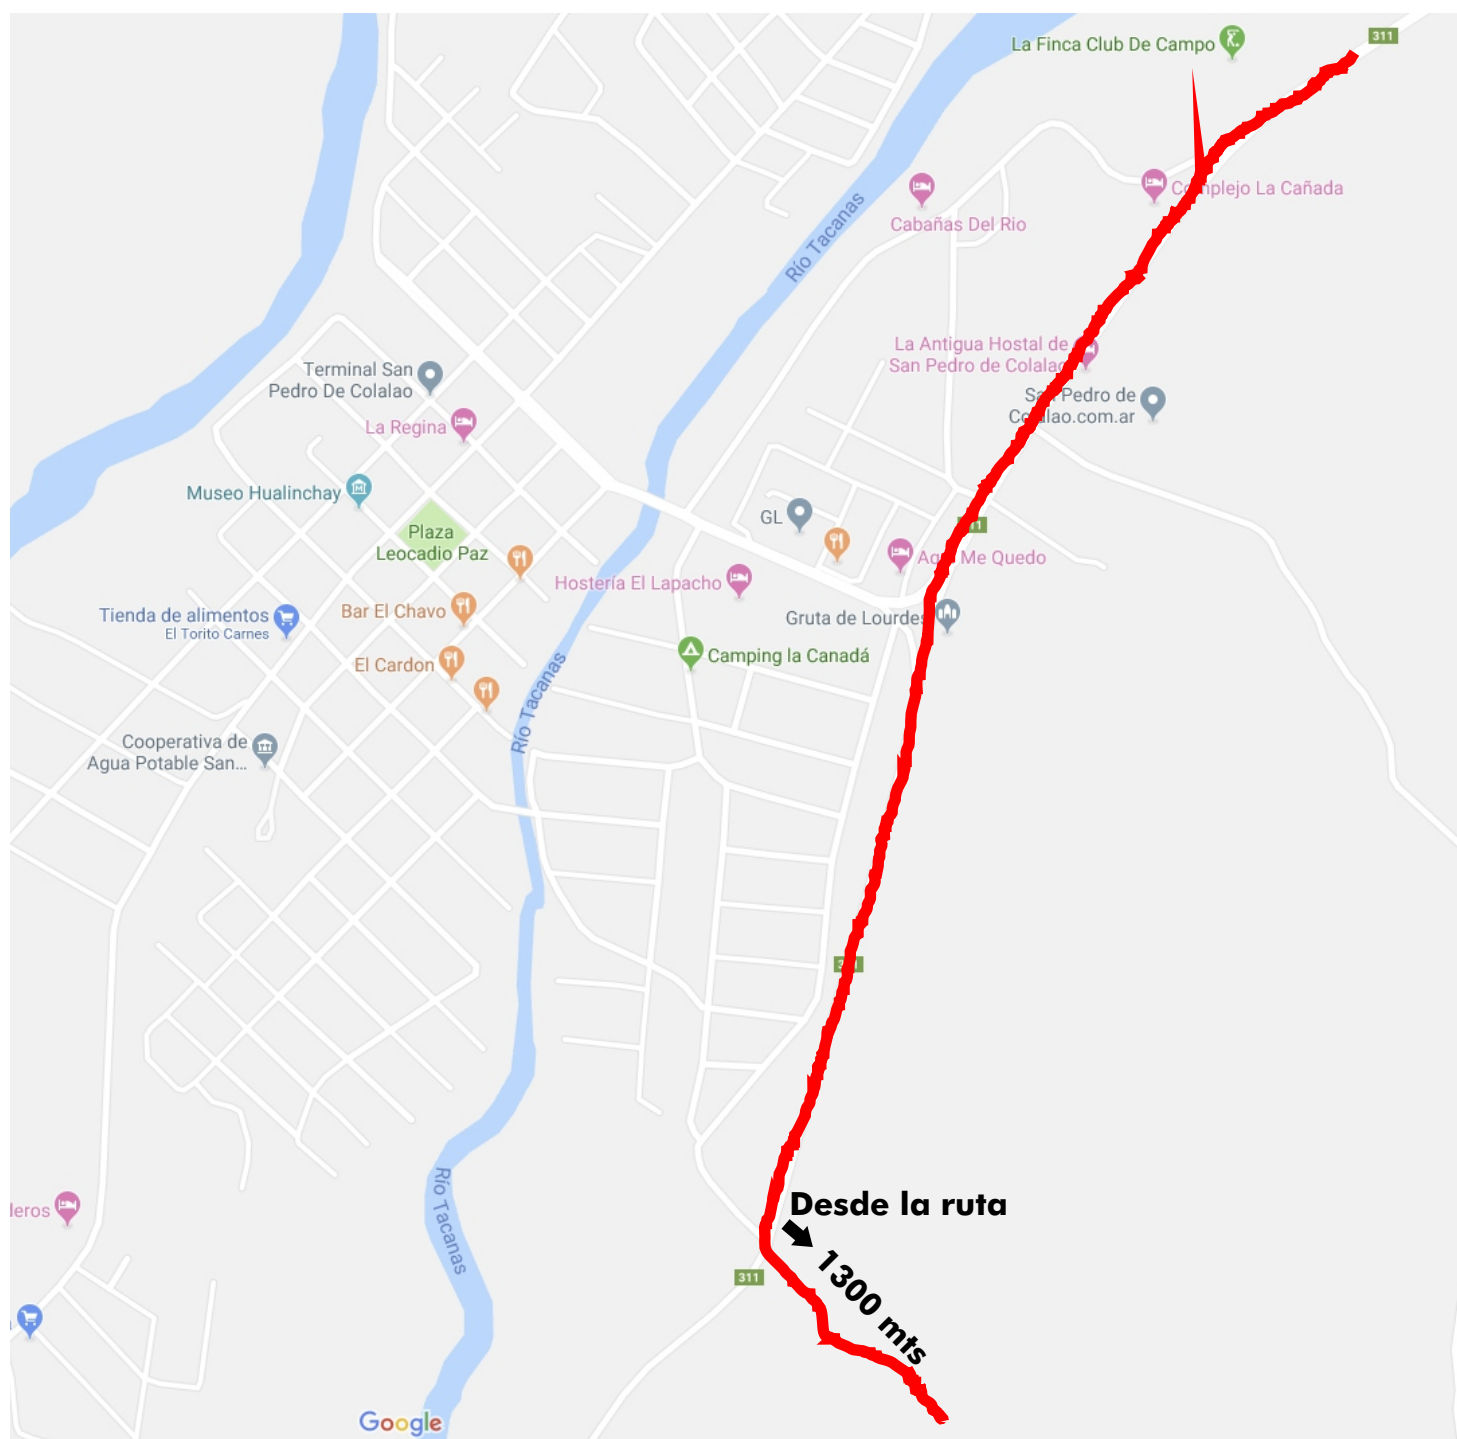 La Finca Club De Campo
311
Complejo La Cañada
Cabañas Del Rio
Río Tacanas
La Antigua Hostal de
San Pedro de Colalao
Terminal San
Pedro De Colalao
San Pedro de
Colalao.com.ar
La Regina
Museo Hualinchay
GL
311
Plaza
Leocadio Paz
Aquí Me Quedo
Hostería El Lapacho
Bar El Chavo
Tienda de alimentos
El Torito Carnes
Gruta de Lourdes
El Cardon
Camping la Canadá
Río Tacanas
Cooperativa de
Agua Potable San...
311
Río Tacanas
Desde la ruta
leros
1300 mts
311
Google